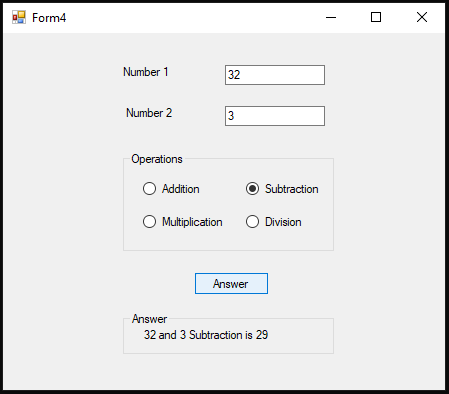 Form4
Number 1 32
Number 2 3
Operations
Addition Subtraction
Multiplication Division
Answer
Answer
32 and 3 Subtraction is 29